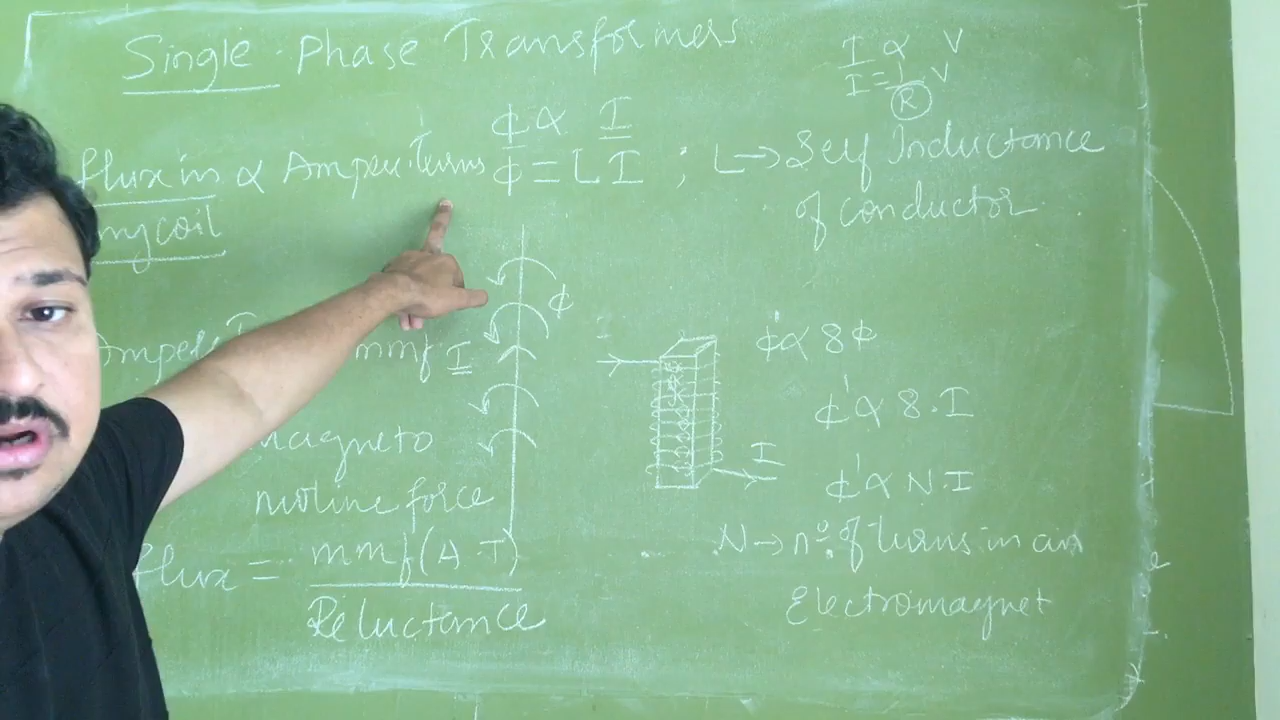 Single Phase Transformers
I α V
I = 1/R V
Flux in α Ampere Turns
any coil
ϕ α I
ϕ = L I ; L → Self Inductance
of conductor
ϕ
mmf I
magneto
motive force
Flux = mmf (A.T)
Reluctance
I
I
ϕ' α 8ϕ
ϕ' α 8.I
ϕ' α N.I
N → nº of turns in an
Electromagnet